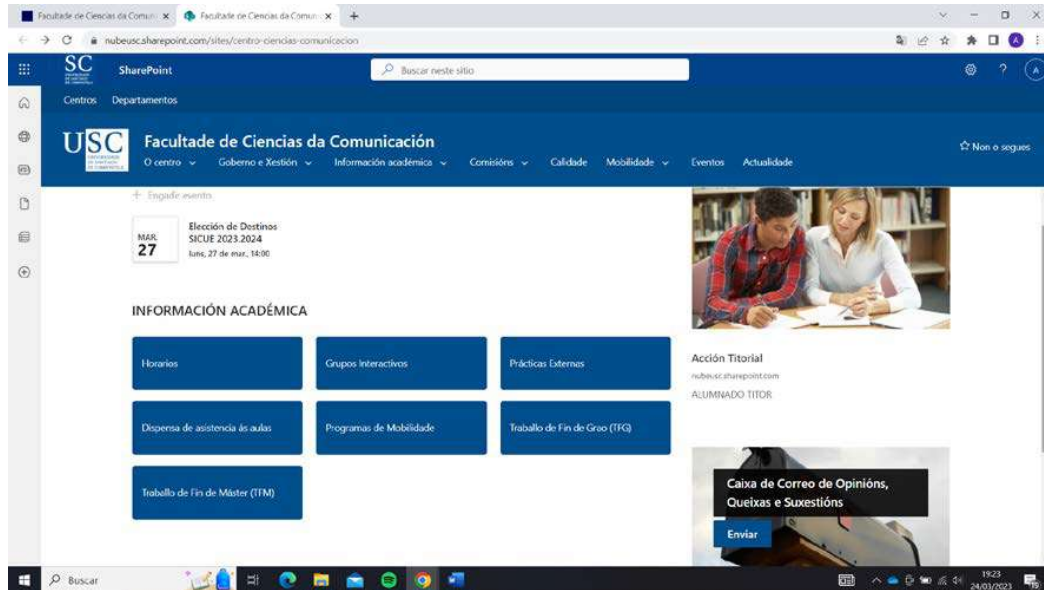 Facultade de Ciencias da Comuni
Facultade de Ciencias da Comun
nubeusc.sharepoint.com/sites/centro-ciencias-comunicacion
A
SC
SharePoint
Buscar neste sitio
?
A
Centros Departamentos
USC
Facultade de Ciencias da Comunicación
Non o segues
O centro Goberno e Xestión Información académica Comisións Calidade Mobilidade Eventos Actualidade
+ Engade evento
MAR.
27
Elección de Destinos
SICUE 2023.2024
luns, 27 de mar., 14:00
INFORMACIÓN ACADÉMICA
Horarios
Grupos Interactivos
Prácticas Externas
Dispensa de asistencia ás aulas
Programas de Mobilidade
Traballo de Fin de Grao (TFG)
Traballo de Fin de Máster (TFM)
Acción Titorial
nubeusc.sharepoint.com
ALUMNADO TITOR
Caixa de Correo de Opinións,
Queixas e Suxestións
Enviar
Buscar
19:23
24/03/2023